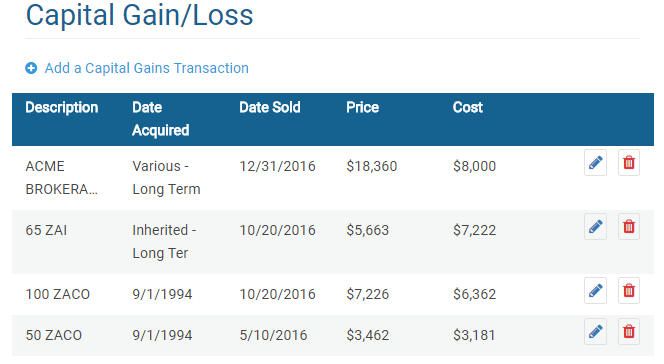 Capital Gain/Loss
Add a Capital Gains Transaction
Description Date Acquired Date Sold Price Cost
ACME BROKERA... Various - Long Term 12/31/2016 $18,360 $8,000
65 ZAI Inherited - Long Ter 10/20/2016 $5,663 $7,222
100 ZACO 9/1/1994 10/20/2016 $7,226 $6,362
50 ZACO 9/1/1994 5/10/2016 $3,462 $3,181